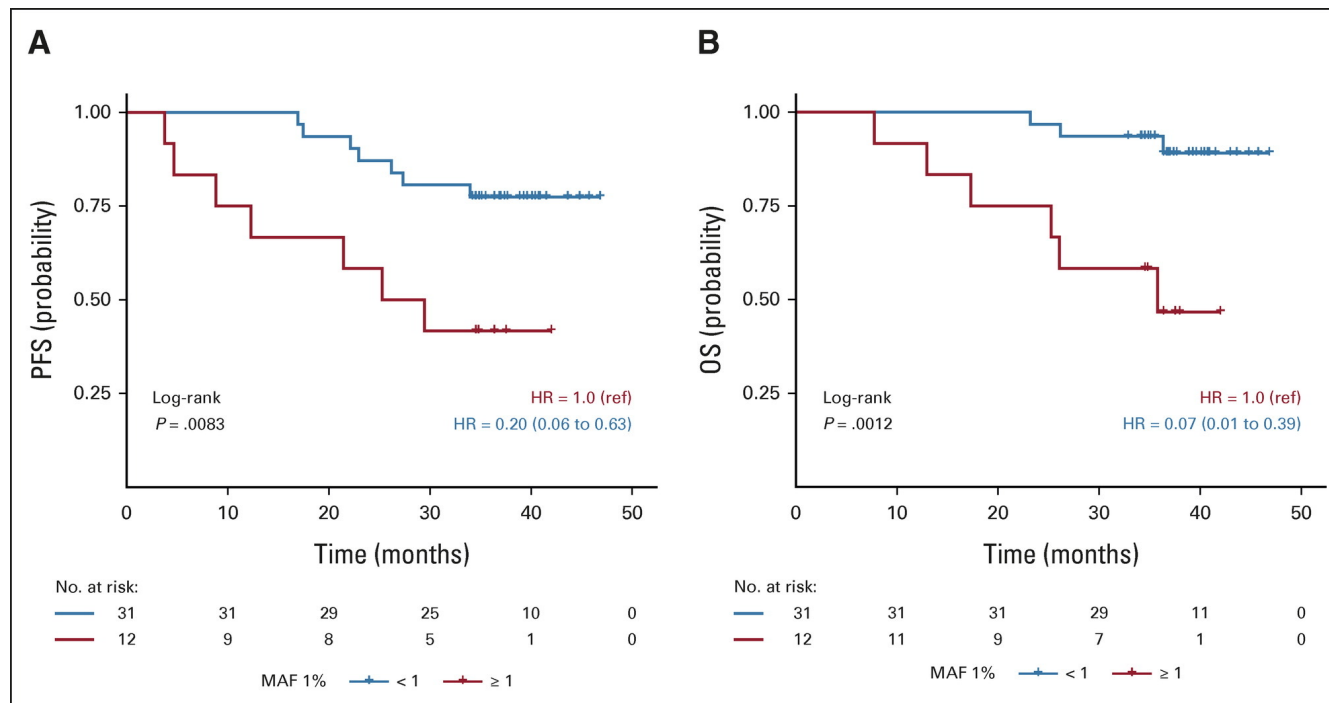 A
1.00
0.75
0.50
0.25
PFS (probability)
Log-rank
P = .0083
HR = 1.0 (ref)
HR = 0.20 (0.06 to 0.63)
0 10 20 30 40 50
Time (months)
No. at risk:
31 31 29 25 10 0
12 9 8 5 1 0
MAF 1% < 1 ≥ 1
B
1.00
0.75
0.50
0.25
OS (probability)
Log-rank
P = .0012
HR = 1.0 (ref)
HR = 0.07 (0.01 to 0.39)
0 10 20 30 40 50
Time (months)
No. at risk:
31 31 31 29 11 0
12 11 9 7 1 0
MAF 1% < 1 ≥ 1